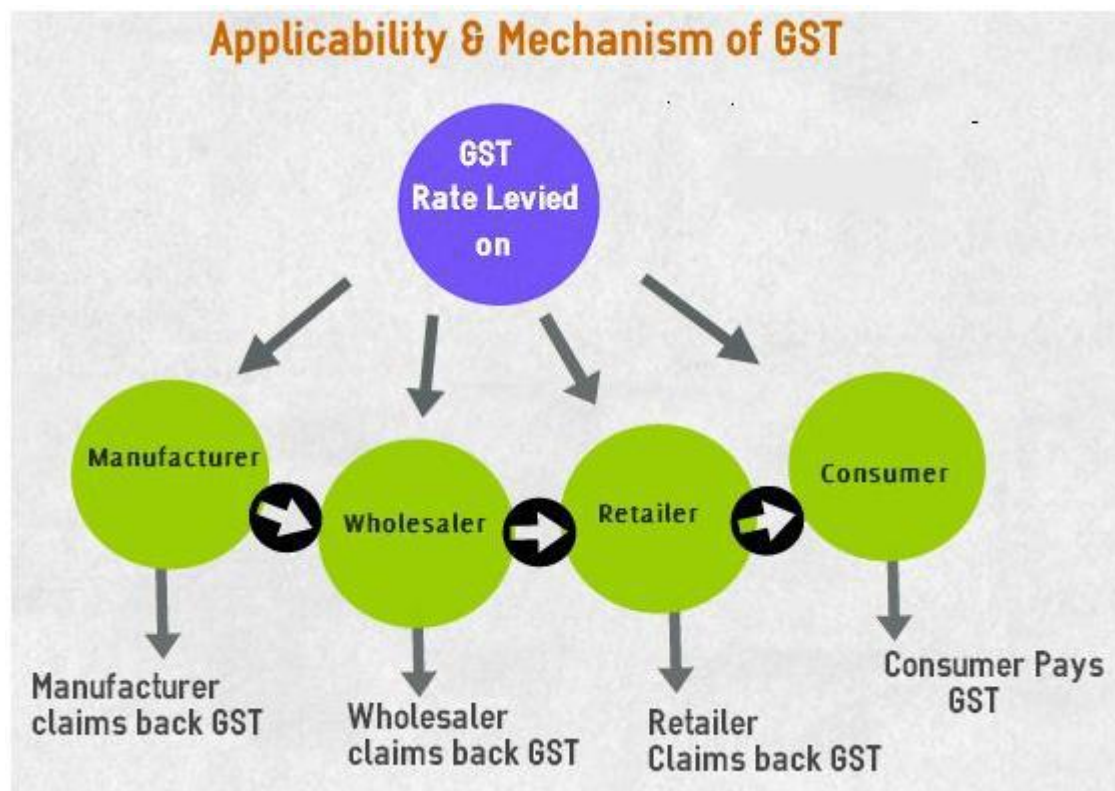 Applicability & Mechanism of GST
GST
Rate Levied
on
Manufacturer
Wholesaler
Retailer
Consumer
Manufacturer
claims back GST
Wholesaler
claims back GST
Retailer
Claims back GST
Consumer Pays
GST